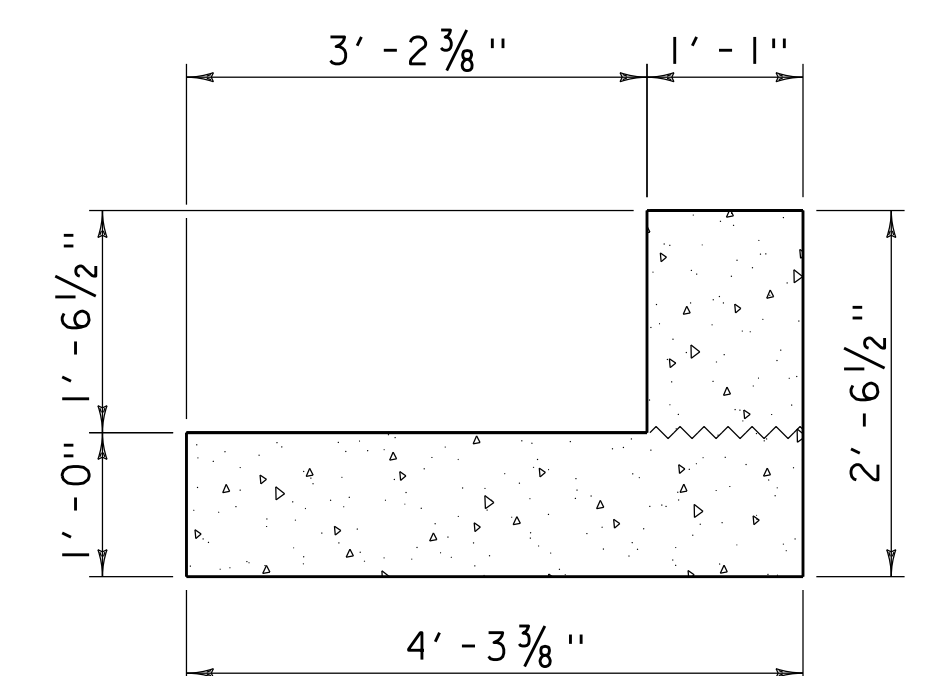 3' -2 3/8 "
1' -1"
1' -6 1/2 "
1' -0"
2' -6 1/2 "
4' -3 3/8 "